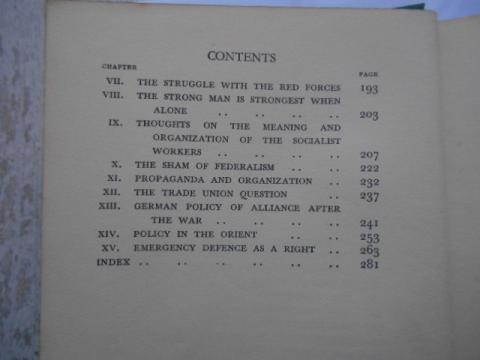 CONTENTS
CHAPTER PAGE
VII. THE STRUGGLE WITH THE RED FORCES 193
VIII. THE STRONG MAN IS STRONGEST WHEN
ALONE .. .. .. .. 203
IX. THOUGHTS ON THE MEANING AND
ORGANIZATION OF THE SOCIALIST
WORKERS .. .. .. .. 207
X. THE SHAM OF FEDERALISM .. .. 222
XI. PROPAGANDA AND ORGANIZATION .. 232
XII. THE TRADE UNION QUESTION .. 237
XIII. GERMAN POLICY OF ALLIANCE AFTER
THE WAR .. .. .. .. 241
XIV. POLICY IN THE ORIENT .. .. 253
XV. EMERGENCY DEFENCE AS A RIGHT .. 263
INDEX .. .. .. .. .. .. 281